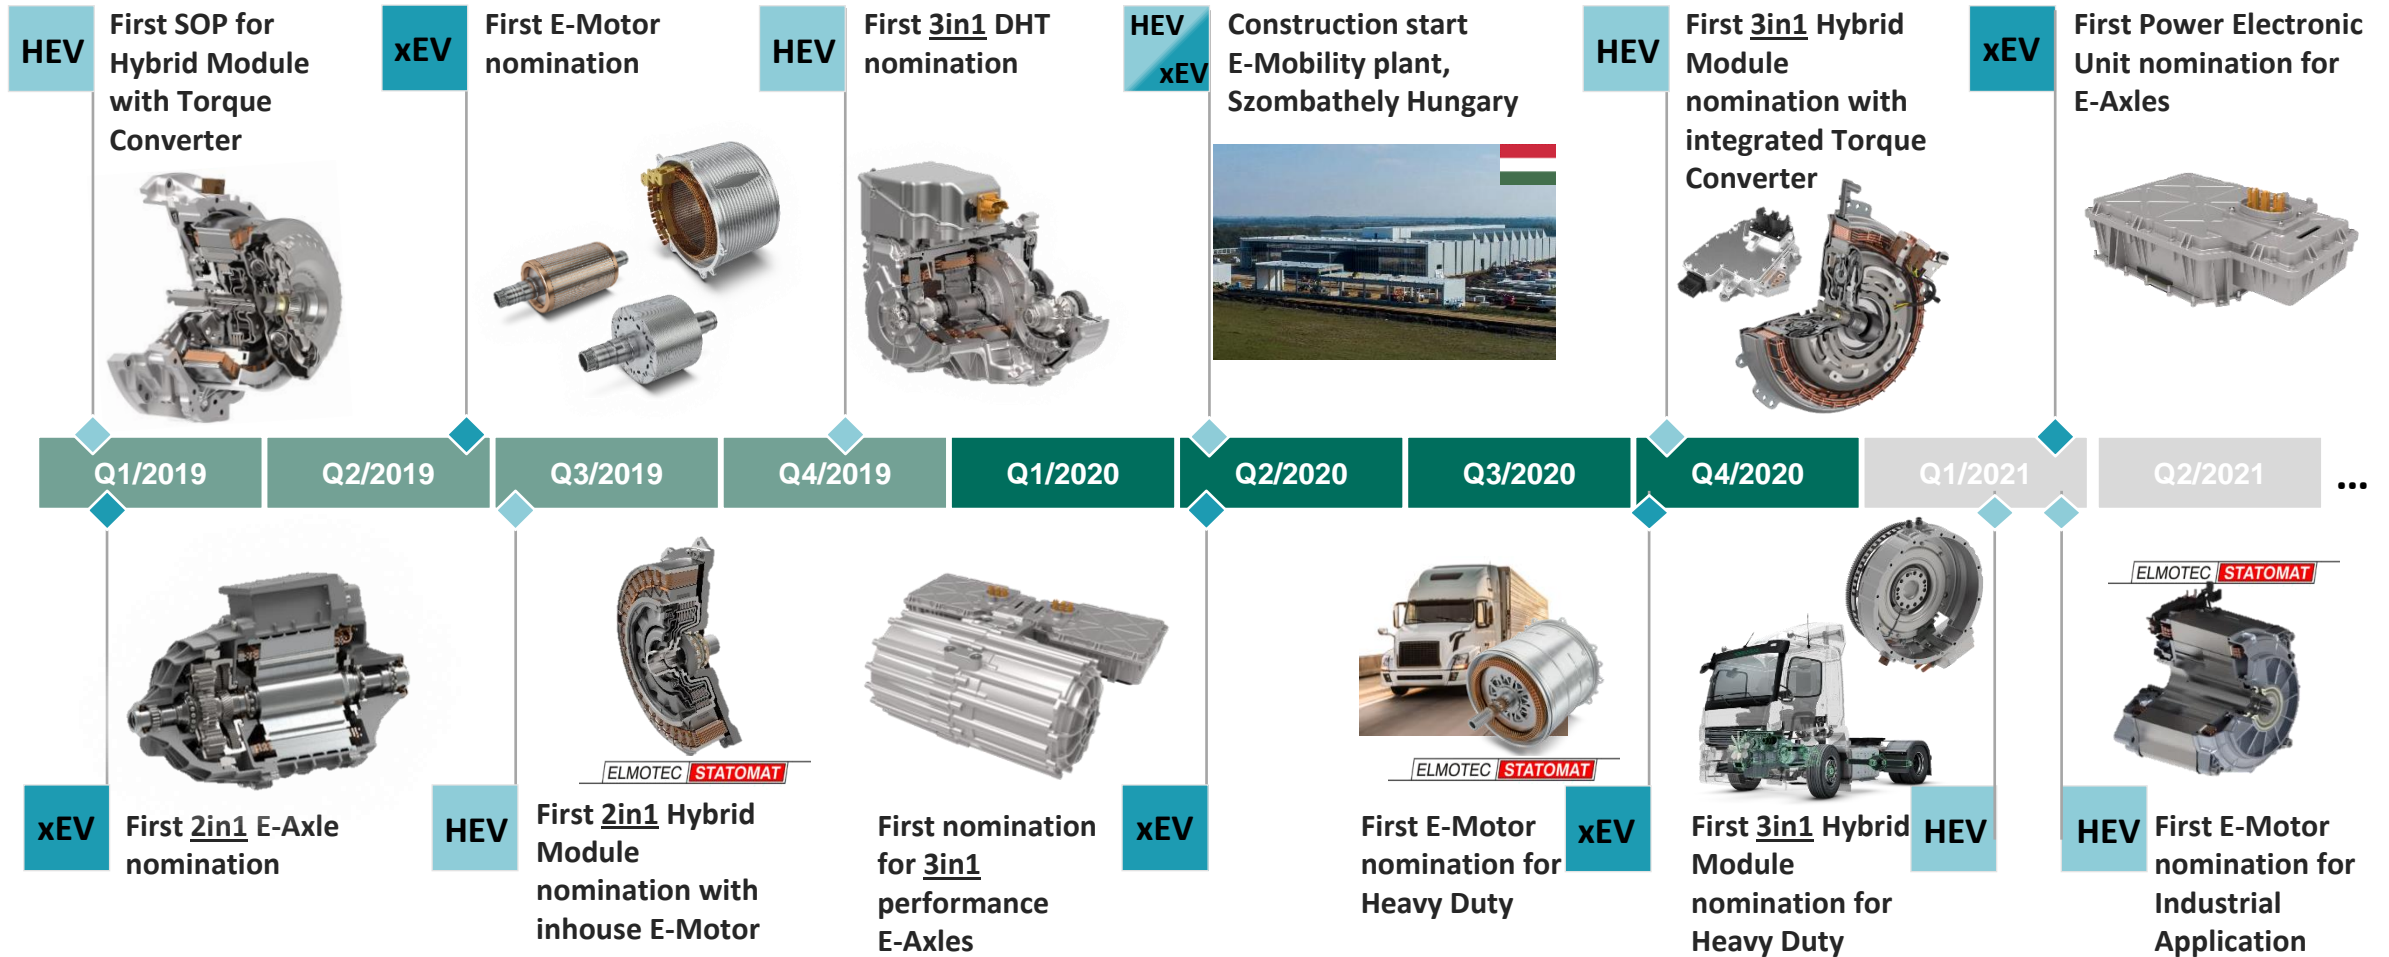 HEV
First SOP for
Hybrid Module
with Torque
Converter
xEV
First E-Motor
nomination
HEV
First 3in1 DHT
nomination
HEV
xEV
Construction start
E-Mobility plant,
Szombathely Hungary
HEV
First 3in1 Hybrid
Module
nomination with
integrated Torque
Converter
xEV
First Power Electronic
Unit nomination for
E-Axles
Q1/2019
Q2/2019
Q3/2019
Q4/2019
Q1/2020
Q2/2020
Q3/2020
Q4/2020
Q1/2021
Q2/2021
...
xEV
First 2in1 E-Axle
nomination
HEV
ELMOTEC STATOMAT
First 2in1 Hybrid
Module
nomination with
inhouse E-Motor
First nomination
for 3in1
performance
E-Axles
xEV
ELMOTEC STATOMAT
First E-Motor
nomination for
Heavy Duty
xEV
First 3in1 Hybrid
Module
nomination for
Heavy Duty
HEV
ELMOTEC STATOMAT
HEV
First E-Motor
nomination for
Industrial
Application